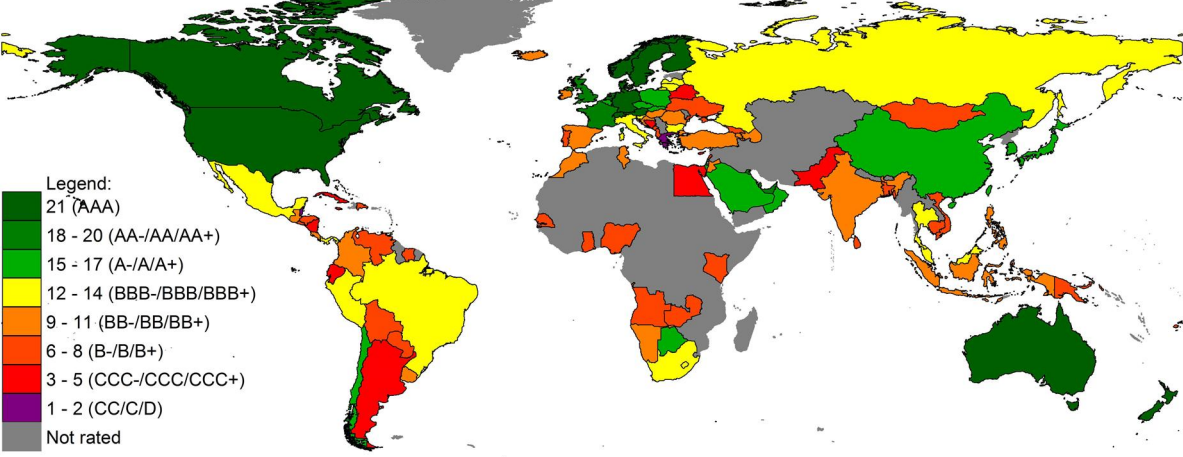 Legend:
21 (AAA)
18 - 20 (AA-/AA/AA+)
15 - 17 (A-/A/A+)
12 - 14 (BBB-/BBB/BBB+)
9 - 11 (BB-/BB/BB+)
6 - 8 (B-/B/B+)
3 - 5 (CCC-/CCC/CCC+)
1 - 2 (CC/C/D)
Not rated